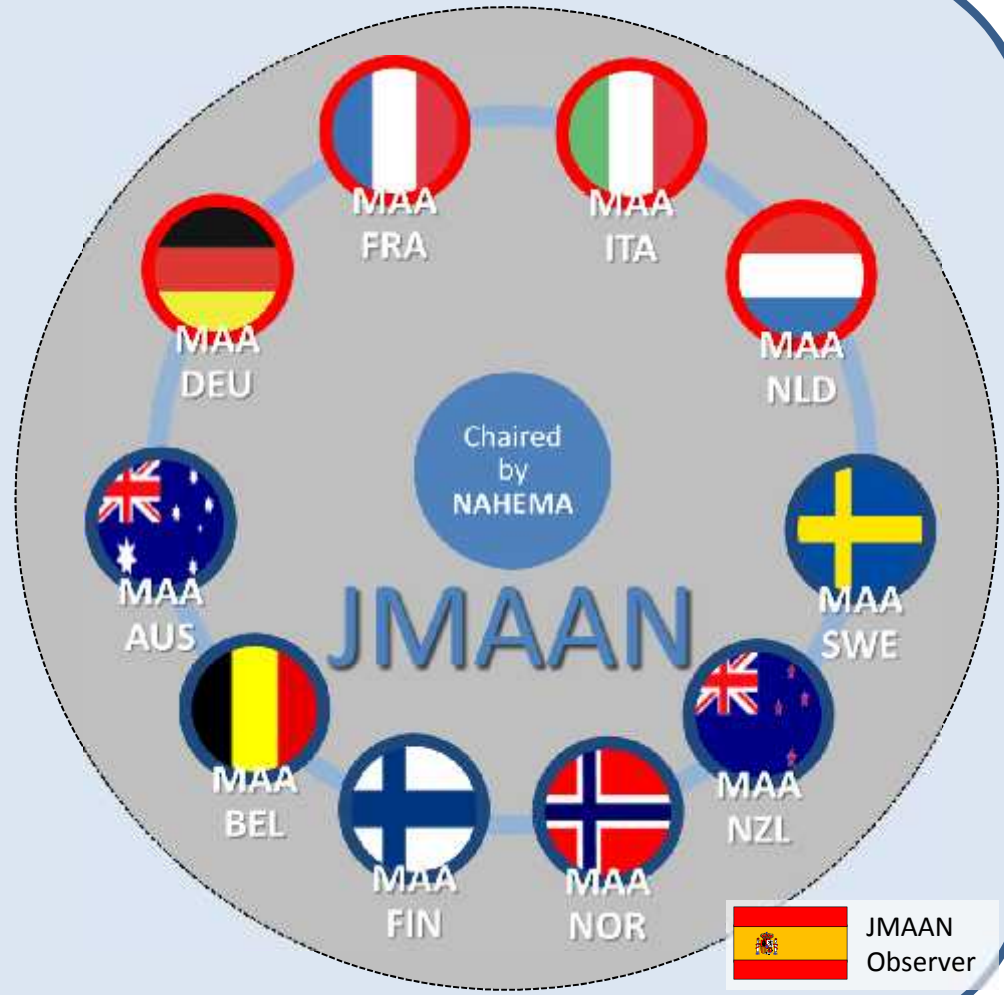 MAA
FRA
MAA
ITA
MAA
DEU
MAA
NLD
Chaired
by
NAHEMA
MAA
AUS
JMAAN
MAA
SWE
MAA
BEL
MAA
NZL
MAA
FIN
MAA
NOR
JMAAN
Observer